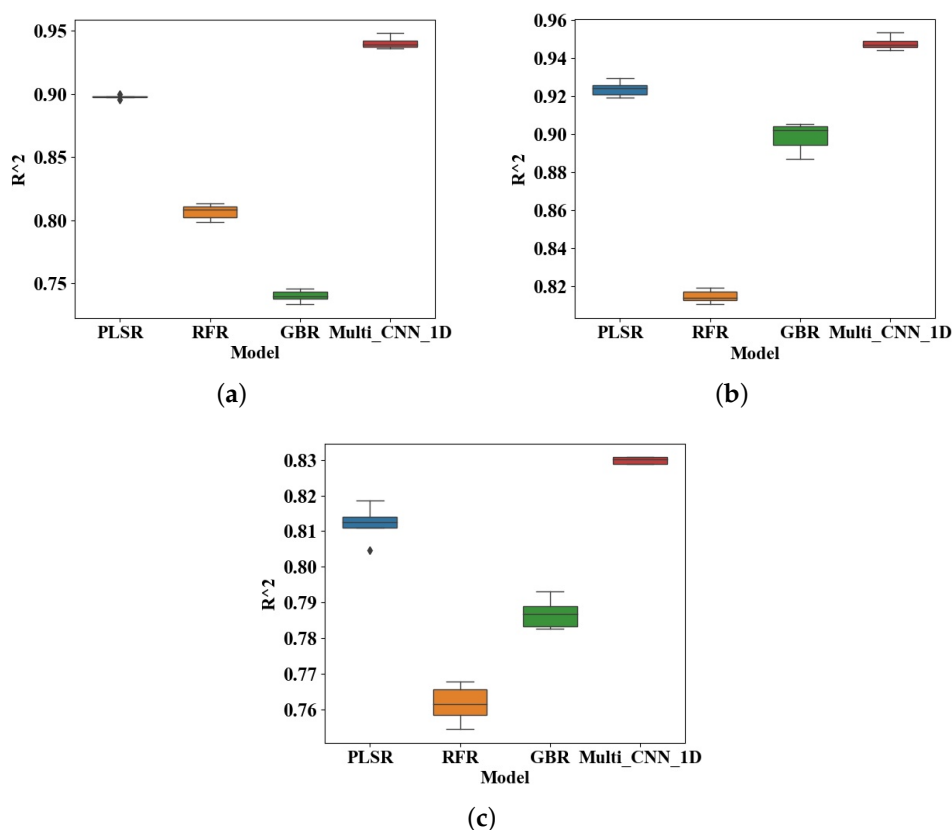 0.95
0.90
0.85
0.80
0.75
R^2
PLSR RFR GBR Multi_CNN_1D
Model
(a)
0.96
0.94
0.92
0.90
0.88
0.86
0.84
0.82
R^2
PLSR RFR GBR Multi_CNN_1D
Model
(b)
0.83
0.82
0.81
0.80
0.79
0.78
0.77
0.76
R^2
PLSR RFR GBR Multi_CNN_1D
Model
(c)